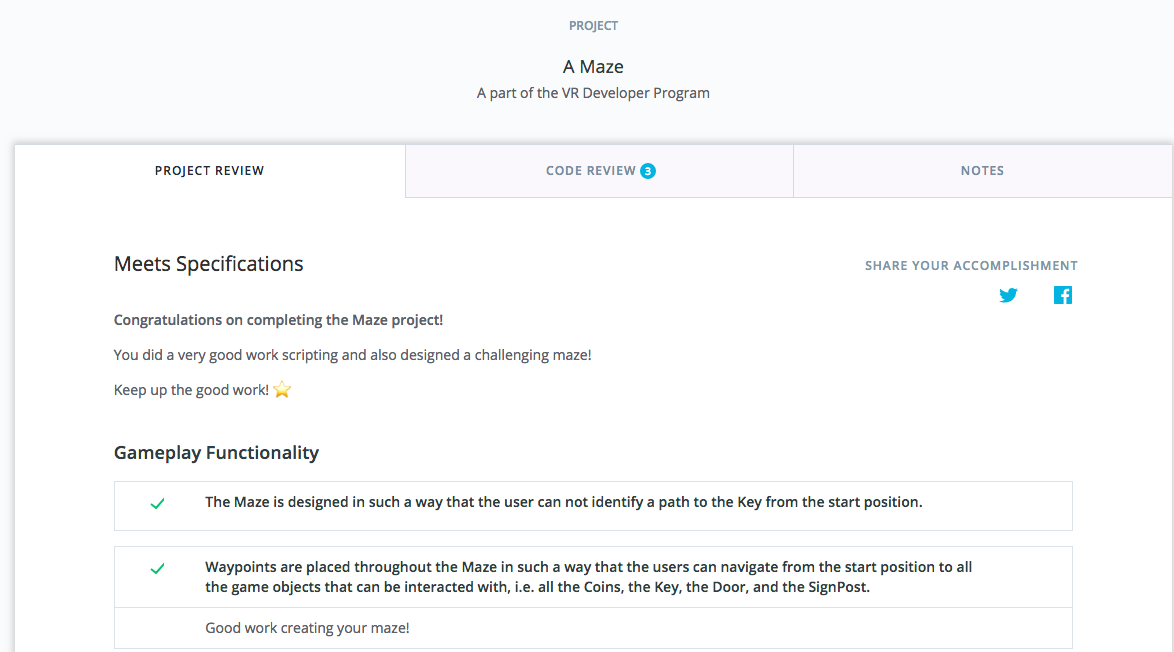 PROJECT
A Maze
A part of the VR Developer Program
PROJECT REVIEW
CODE REVIEW 3
NOTES
Meets Specifications
SHARE YOUR ACCOMPLISHMENT
Congratulations on completing the Maze project!
You did a very good work scripting and also designed a challenging maze!
Keep up the good work! ⭐
Gameplay Functionality
The Maze is designed in such a way that the user can not identify a path to the Key from the start position.
Waypoints are placed throughout the Maze in such a way that the users can navigate from the start position to all
the game objects that can be interacted with, i.e. all the Coins, the Key, the Door, and the SignPost.
Good work creating your maze!